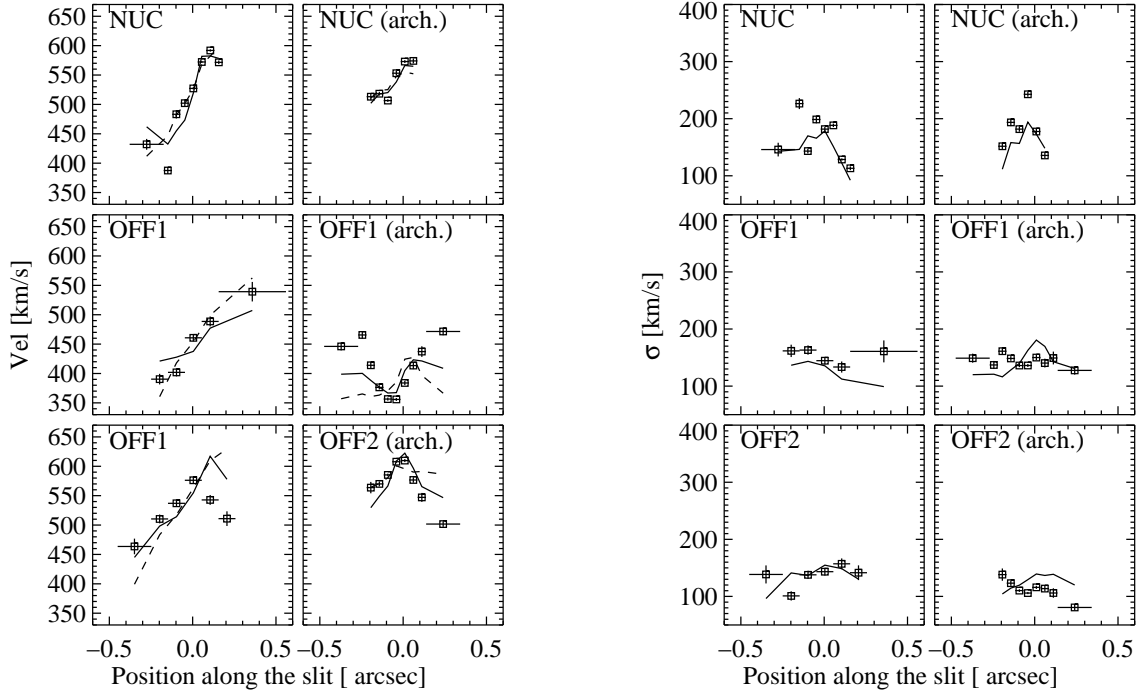 NUC
NUC (arch.)
650
600
550
500
450
400
350
OFF1
OFF1 (arch.)
650
600
550
500
450
400
350
OFF1
OFF2 (arch.)
650
600
550
500
450
400
350
Vel [km/s]
−0.5 0.0 0.5 −0.5 0.0 0.5
Position along the slit [ arcsec]
NUC
NUC (arch.)
400
300
200
100
OFF1
OFF1 (arch.)
400
300
200
100
OFF2
OFF2 (arch.)
400
300
200
100
σ [km/s]
−0.5 0.0 0.5 −0.5 0.0 0.5
Position along the slit [ arcsec]